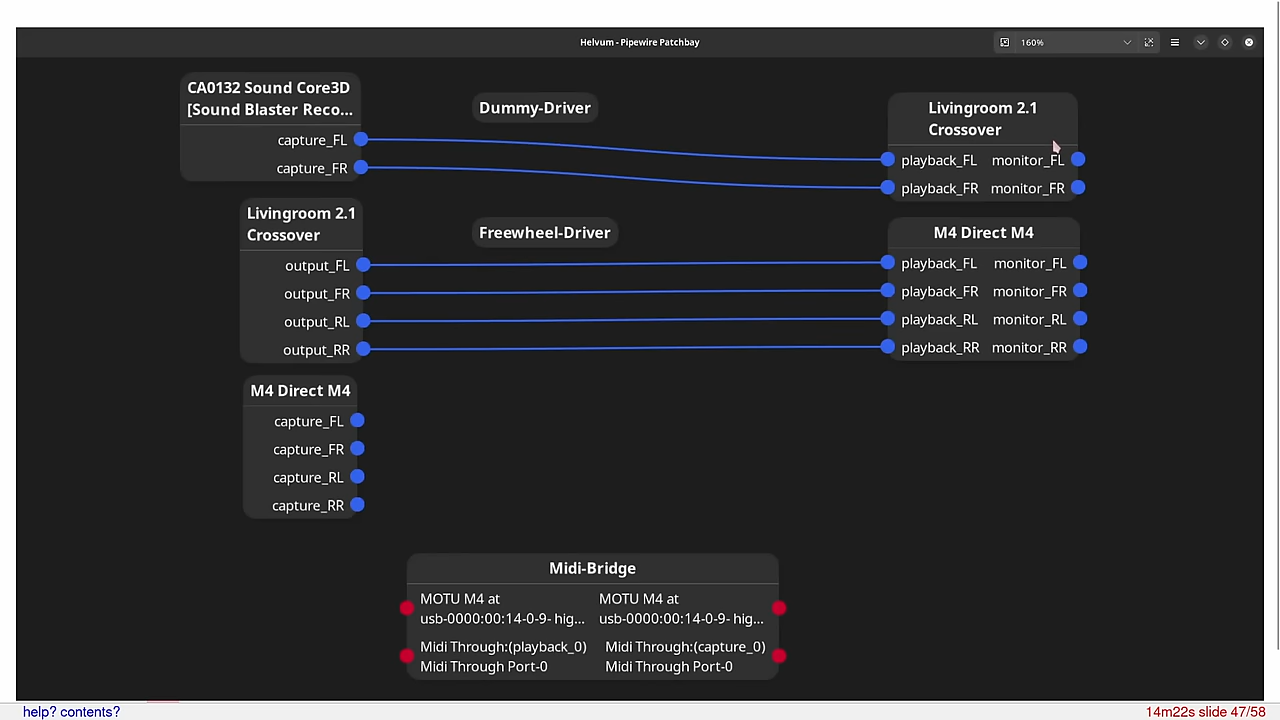 Helvum - Pipewire Patchbay
160%
CA0132 Sound Core3D
[Sound Blaster Reco...
capture_FL
capture_FR
Dummy-Driver
Livingroom 2.1
Crossover
playback_FL monitor_FL
playback_FR monitor_FR
Livingroom 2.1
Crossover
output_FL
output_FR
output_RL
output_RR
Freewheel-Driver
M4 Direct M4
playback_FL monitor_FL
playback_FR monitor_FR
playback_RL monitor_RL
playback_RR monitor_RR
M4 Direct M4
capture_FL
capture_FR
capture_RL
capture_RR
Midi-Bridge
MOTU M4 at
usb-0000:00:14-0-9- hig...
MOTU M4 at
usb-0000:00:14-0-9- hig...
Midi Through:(playback_0)
Midi Through Port-0
Midi Through:(capture_0)
Midi Through Port-0
help? contents?
14m22s slide 47/58